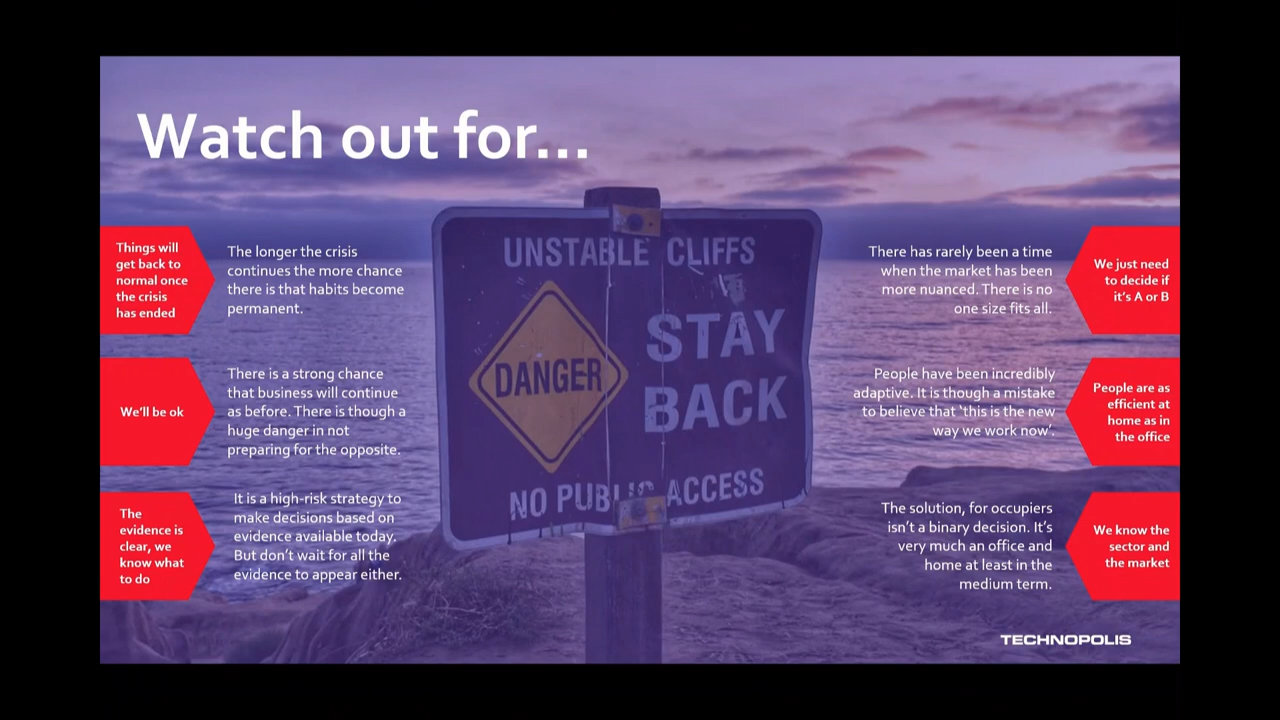 Watch out for...
Things will
get back to
normal once
the crisis
has ended
The longer the crisis
continues the more chance
there is that habits become
permanent.
We'll be ok
There is a strong chance
that business will continue
as before. There is though a
huge danger in not
preparing for the opposite.
The
evidence is
clear, we
know what
to do
It is a high-risk strategy to
make decisions based on
evidence available today.
But don't wait for all the
evidence to appear either.
UNSTABLE CLIFFS
DANGER
STAY
BACK
NO PUBLIC ACCESS
There has rarely been a time
when the market has been
more nuanced. There is no
one size fits all.
We just need
to decide if
it's A or B
People have been incredibly
adaptive. It is though a mistake
to believe that 'this is the new
way we work now'.
People are as
efficient at
home as in
the office
The solution, for occupiers
isn't a binary decision. It's
very much an office and
home at least in the
medium term.
We know the
sector and
the market
TECHNOPOLIS